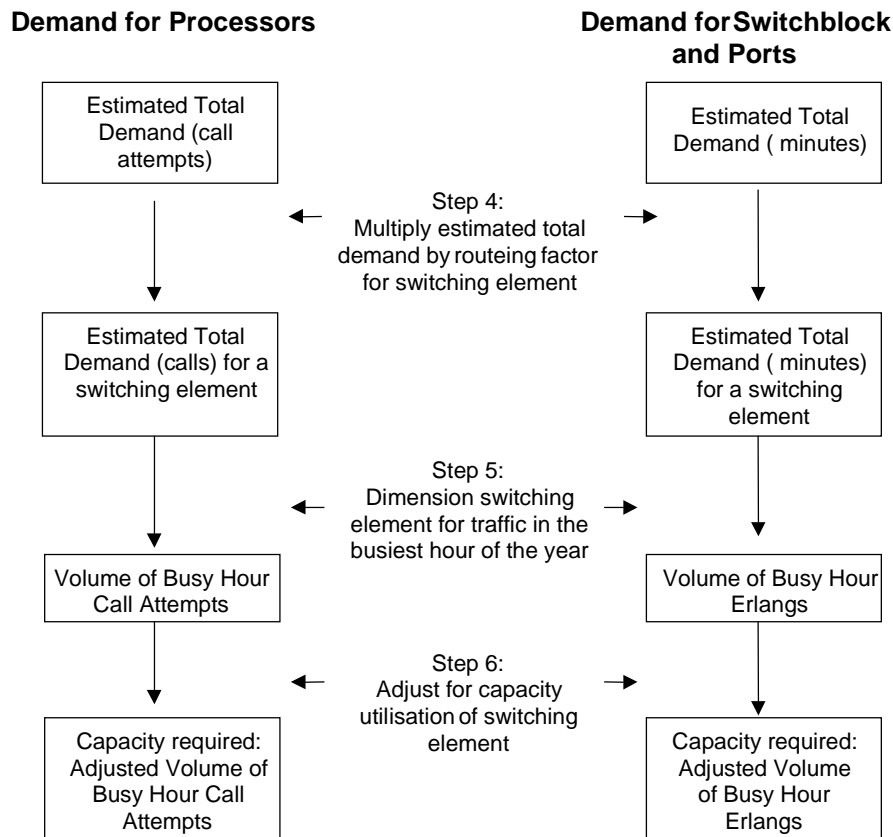 Demand for Processors
Demand for Switchblock
and Ports
Estimated Total
Demand (call
attempts)
Estimated Total
Demand ( minutes)
Step 4:
Multiply estimated total
demand by routeing factor
for switching element
Estimated Total
Demand (calls) for a
switching element
Estimated Total
Demand ( minutes)
for a switching
element
Step 5:
Dimension switching
element for traffic in the
busiest hour of the year
Volume of Busy Hour
Call Attempts
Volume of Busy Hour
Erlangs
Step 6:
Adjust for capacity
utilisation of switching
element
Capacity required:
Adjusted Volume of
Busy Hour Call
Attempts
Capacity required:
Adjusted Volume
of Busy Hour
Erlangs